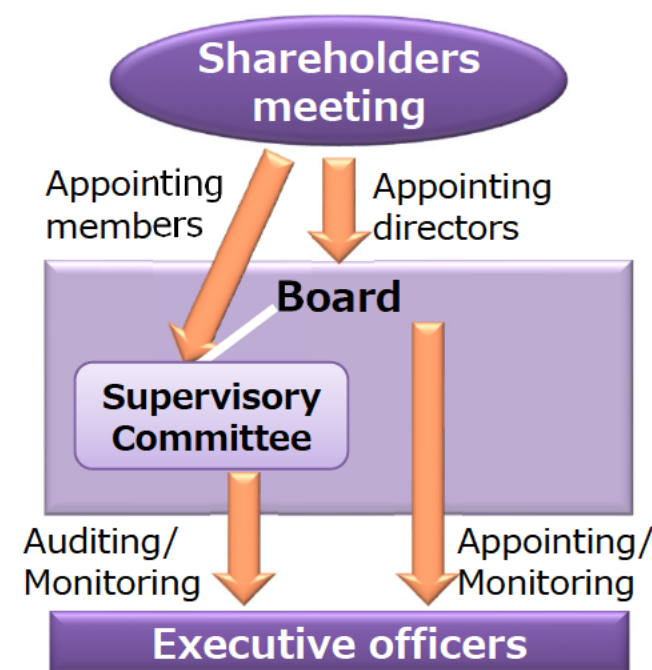 Shareholders
meeting
Appointing
members
Appointing
directors
Board
Supervisory
Committee
Auditing/
Monitoring
Appointing/
Monitoring
Executive officers